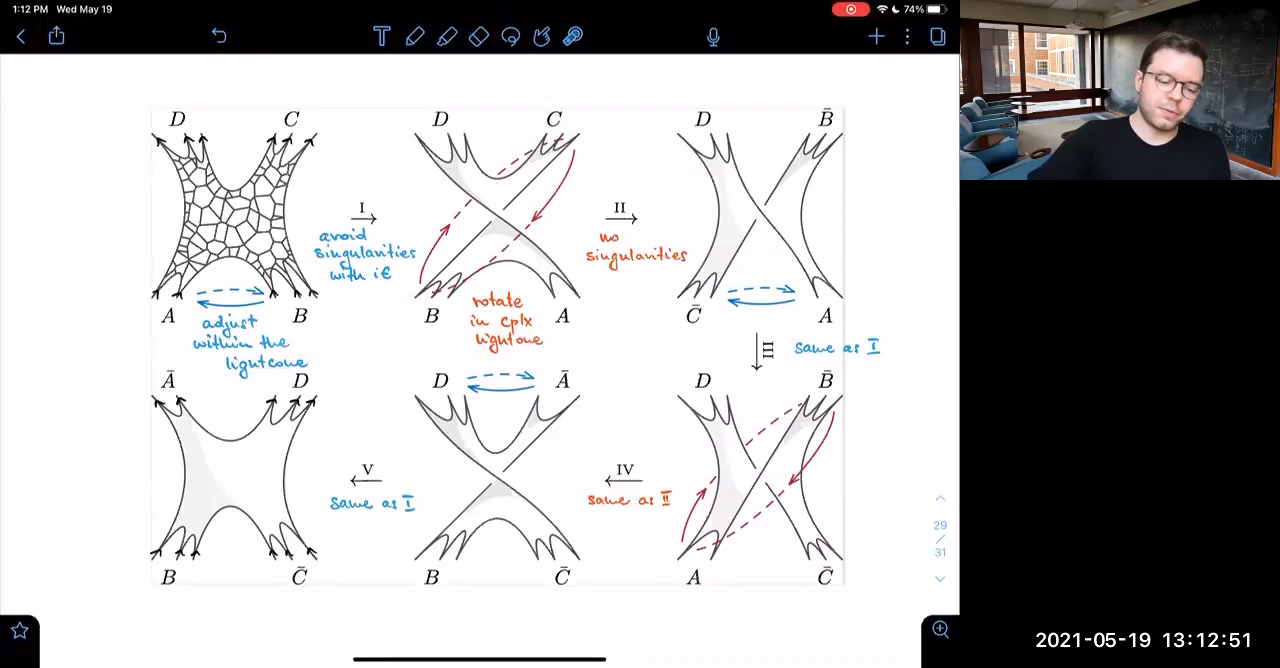 1:12 PM Wed May 19
74%
D C
D C
D B̄
I
avoid
singularities
with iε
II
no
singularities
A B
B A
C̄ A
adjust
within the
lightcone
rotate
in cplx
lightcone
III
same as I
Ā D
D Ā
D B̄
V
same as I
IV
same as II
B C̄
B C̄
A C̄
29
/
31
2021-05-19 13:12:51